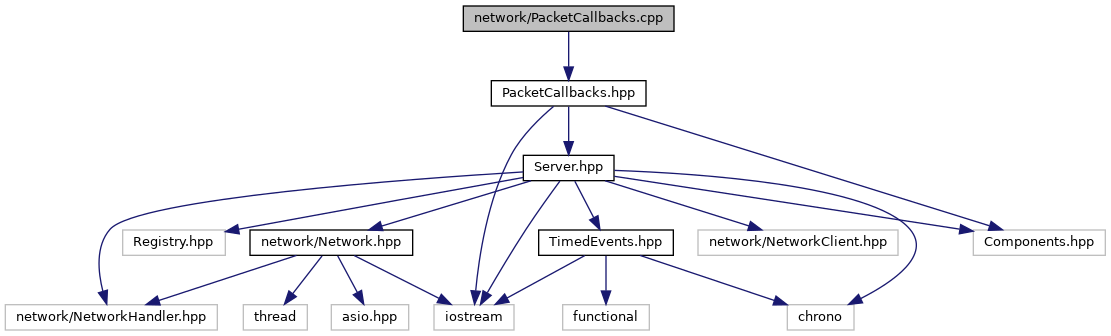 network/PacketCallbacks.cpp
PacketCallbacks.hpp
Server.hpp
Registry.hpp
network/Network.hpp
TimedEvents.hpp
network/NetworkClient.hpp
Components.hpp
network/NetworkHandler.hpp
thread
asio.hpp
iostream
functional
chrono